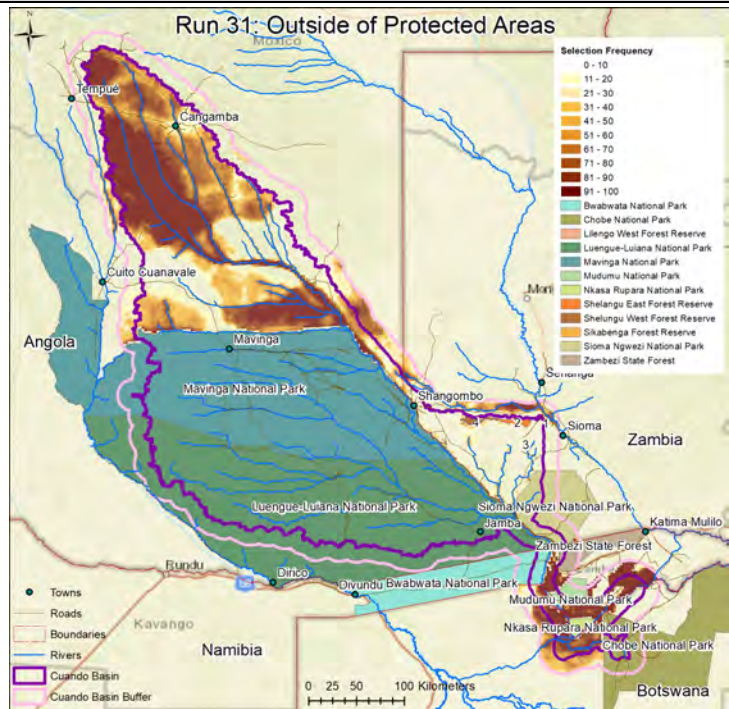 Run 31: Outside of Protected Areas
Mexico
Selection Frequency
0 - 10
11 - 20
21 - 30
31 - 40
41 - 50
51 - 60
61 - 70
71 - 80
81 - 90
91 - 100
Bwabwata National Park
Chobe National Park
Lilengo West Forest Reserve
Luengue-Luiana National Park
Mavinga National Park
Mudumu National Park
Nkasa Rupara National Park
Shelangu East Forest Reserve
Shelungu West Forest Reserve
Sikabenga Forest Reserve
Sioma Ngwezi National Park
Zambezi State Forest
Tempué
Cangamba
Cuito Cuanavale
Angola
Mavinga
Mavinga National Park
Senanga
Shangombo
4
2
1
3
Sioma
Zambia
Luengue-Luiana National Park
Sioma Ngwezi National Park
Jamba
Katima Mulilo
Zambezi State Forest
Rundu
Dirico
Divundu
Bwabwata National Park
Mudumu National Park
Nkasa Rupara National Park
Chobe National Park
Kavango
Namibia
Botswana
Towns
Roads
Boundaries
Rivers
Cuando Basin
Cuando Basin Buffer
0 25 50 100 Kilometers